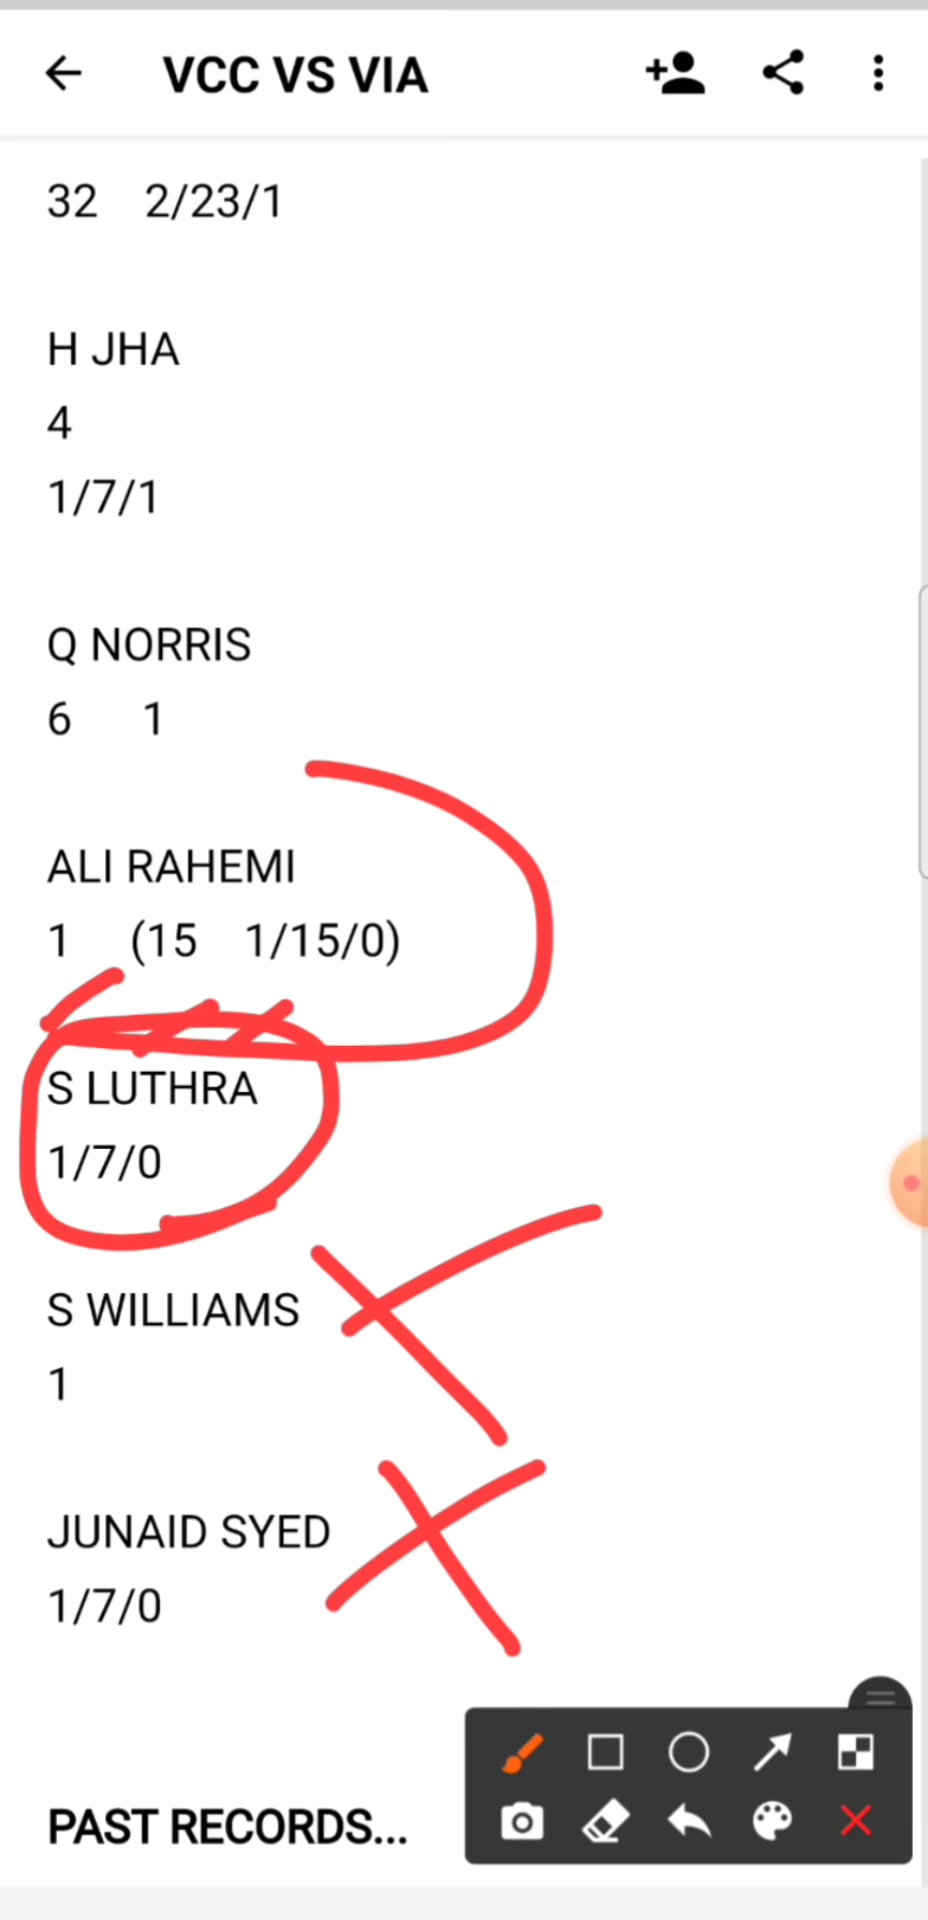 VCC VS VIA
32 2/23/1
H JHA
4
1/7/1
Q NORRIS
6 1
ALI RAHEMI
1 (15 1/15/0)
S LUTHRA
1/7/0
S WILLIAMS
1
JUNAID SYED
1/7/0
PAST RECORDS...